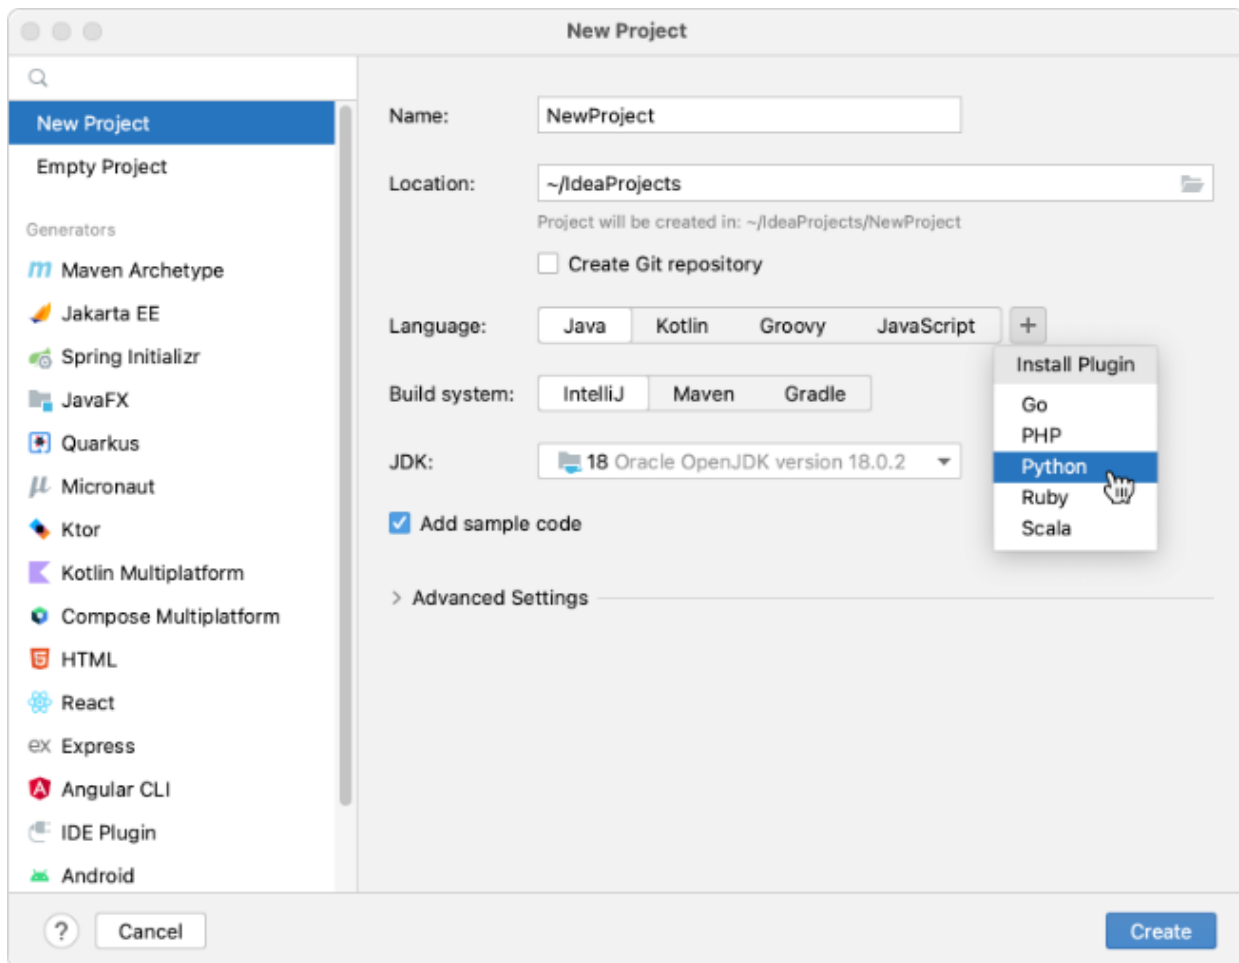 New Project
New Project
Empty Project
Generators
Maven Archetype
Jakarta EE
Spring Initializr
JavaFX
Quarkus
Micronaut
Ktor
Kotlin Multiplatform
Compose Multiplatform
HTML
React
ex Express
Angular CLI
IDE Plugin
Android
Name: NewProject
Location: ~/IdeaProjects
Project will be created in: ~/IdeaProjects/NewProject
Create Git repository
Language: Java Kotlin Groovy JavaScript +
Install Plugin
Go
PHP
Python
Ruby
Scala
Build system: IntelliJ Maven Gradle
JDK: 18 Oracle OpenJDK version 18.0.2
Add sample code
Advanced Settings
? Cancel Create